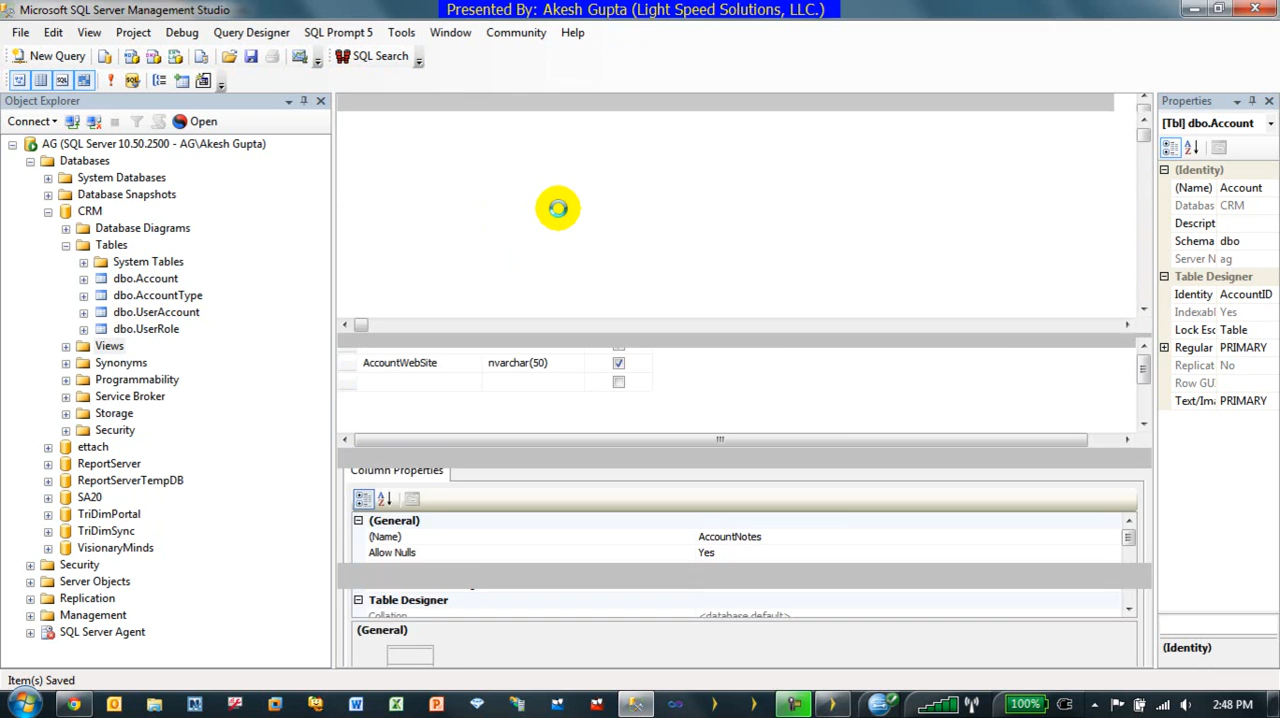 Microsoft SQL Server Management Studio
Presented By: Akesh Gupta (Light Speed Solutions, LLC.)
File Edit View Project Debug Query Designer SQL Prompt 5 Tools Window Community Help
New Query
SQL Search
Object Explorer
Connect
Open
AG (SQL Server 10.50.2500 - AG\Akesh Gupta)
Databases
System Databases
Database Snapshots
CRM
Database Diagrams
Tables
System Tables
dbo.Account
dbo.AccountType
dbo.UserAccount
dbo.UserRole
Views
Synonyms
Programmability
Service Broker
Storage
Security
ettach
ReportServer
ReportServerTempDB
SA20
TriDimPortal
TriDimSync
VisionaryMinds
Security
Server Objects
Replication
Management
SQL Server Agent
AccountWebSite nvarchar(50)
Column Properties
(General)
(Name) AccountNotes
Allow Nulls Yes
Table Designer
Collation <database default>
(General)
Properties
[Tbl] dbo.Account
(Identity)
(Name) Account
Databas CRM
Descript
Schema dbo
Server N ag
Table Designer
Identity AccountID
Indexabl Yes
Lock Esc Table
Regular PRIMARY
Replicat No
Row GU
Text/Ima PRIMARY
(Identity)
Item(s) Saved
100%
2:48 PM